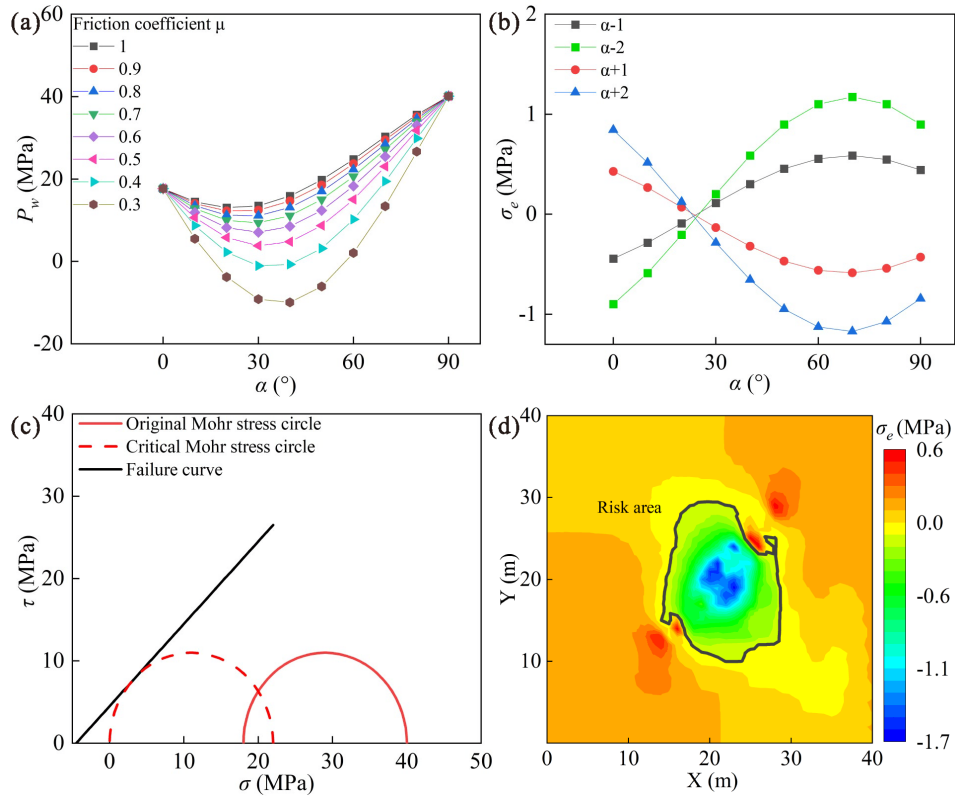 (a)
Friction coefficient μ
1
0.9
0.8
0.7
0.6
0.5
0.4
0.3
60
40
20
0
-20
P_w (MPa)
0
30
60
90
α (°)
(b)
α-1
α-2
α+1
α+2
2
1
0
-1
σ_e (MPa)
0
30
60
90
α (°)
(c)
Original Mohr stress circle
Critical Mohr stress circle
Failure curve
40
30
20
10
0
τ (MPa)
0
10
20
30
40
50
σ (MPa)
(d)
Risk area
40
30
20
10
Y (m)
0
10
20
30
40
X (m)
σ_e (MPa)
0.6
0.0
-0.6
-1.1
-1.7